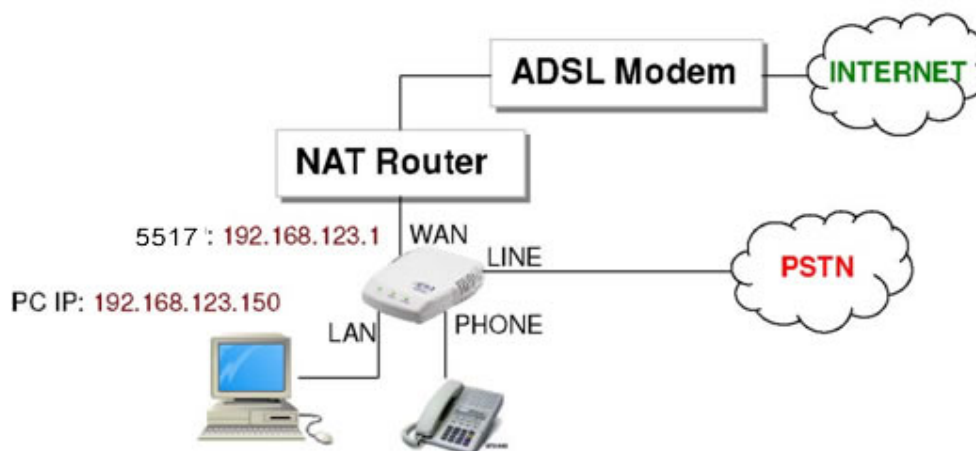 ADSL Modem
INTERNET
NAT Router
5517 : 192.168.123.1
WAN
LINE
PSTN
PC IP: 192.168.123.150
LAN
PHONE